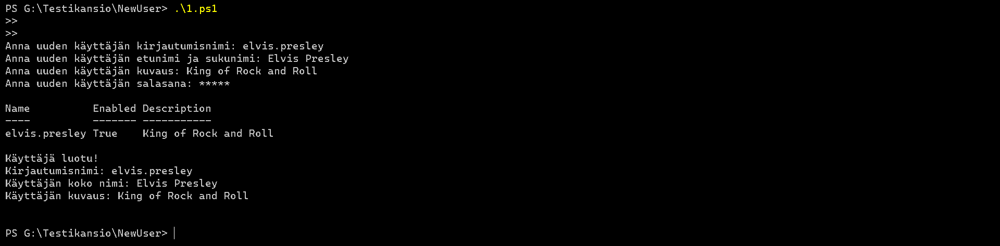 PS G:\Testikansio\NewUser> .\1.ps1
>>
>>
Anna uuden käyttäjän kirjautumisnimi: elvis.presley
Anna uuden käyttäjän etunimi ja sukunimi: Elvis Presley
Anna uuden käyttäjän kuvaus: King of Rock and Roll
Anna uuden käyttäjän salasana: *****
Name          Enabled Description
----          ------- -----------
elvis.presley True    King of Rock and Roll
Käyttäjä luotu!
Kirjautumisnimi: elvis.presley
Käyttäjän koko nimi: Elvis Presley
Käyttäjän kuvaus: King of Rock and Roll
PS G:\Testikansio\NewUser>